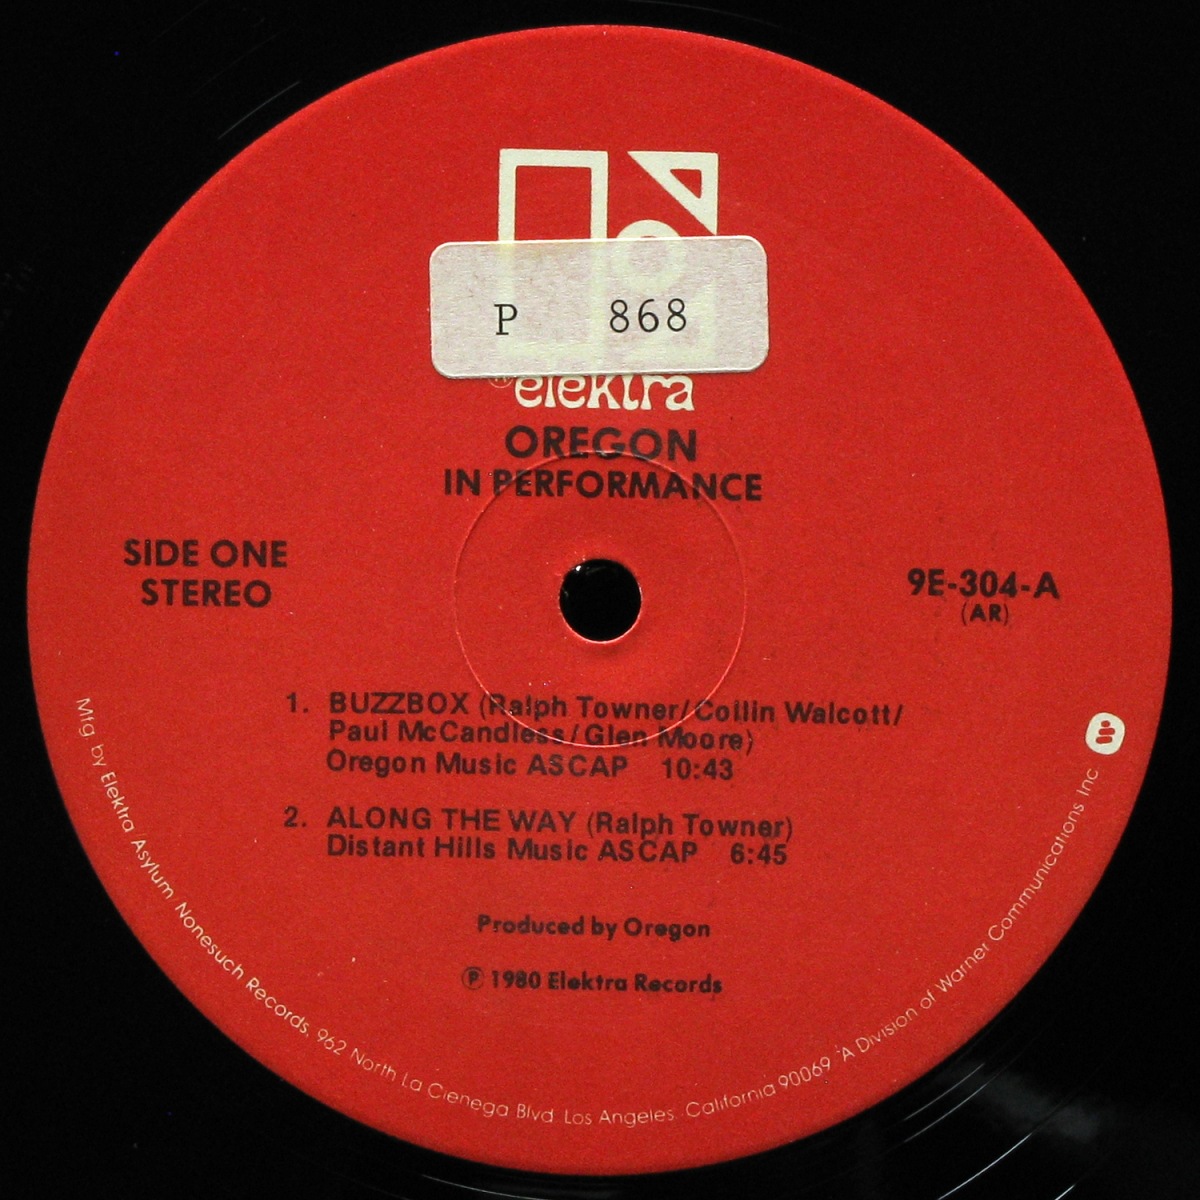 P 868
elektra
OREGON
IN PERFORMANCE
SIDE ONE
STEREO
9E-304-A
(AR)
1. BUZZBOX (Ralph Towner/Collin Walcott/
Paul McCandless/Glen Moore)
Oregon Music ASCAP 10:43
2. ALONG THE WAY (Ralph Towner)
Distant Hills Music ASCAP 6:45
Produced by Oregon
℗ 1980 Elektra Records
Mfg. by Elektra Asylum Nonesuch Records, 962 North La Cienega Blvd. Los Angeles. California 90069 A Division of Warner Communications Inc